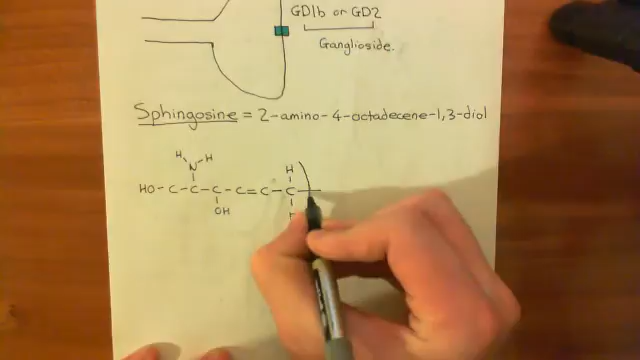 GD1b or GD2
Ganglioside.
Sphingosine = 2-amino-4-octadecene-1,3-diol
H H
N
H
HO-C-C-C-C=C-C-
OH